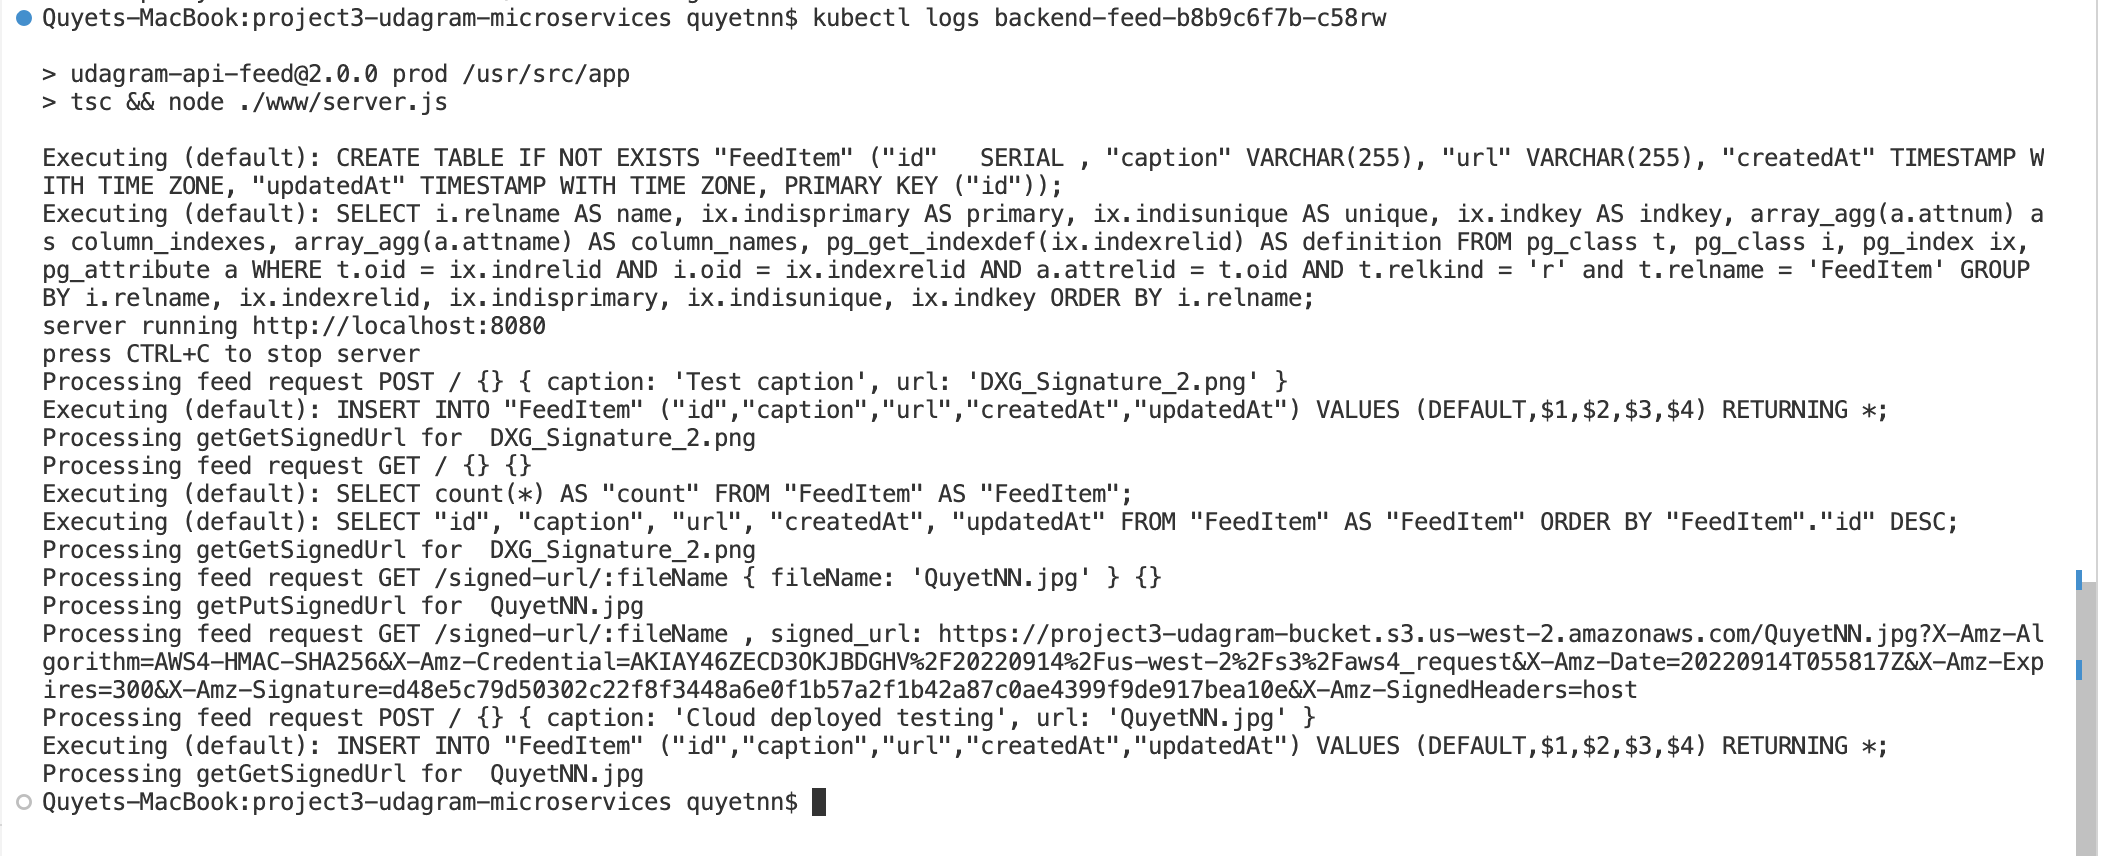 Quyets-MacBook:project3-udagram-microservices quyetnn$ kubectl logs backend-feed-b8b9c6f7b-c58rw
> udagram-api-feed@2.0.0 prod /usr/src/app
> tsc && node ./www/server.js
Executing (default): CREATE TABLE IF NOT EXISTS "FeedItem" ("id"   SERIAL , "caption" VARCHAR(255), "url" VARCHAR(255), "createdAt" TIMESTAMP W
ITH TIME ZONE, "updatedAt" TIMESTAMP WITH TIME ZONE, PRIMARY KEY ("id"));
Executing (default): SELECT i.relname AS name, ix.indisprimary AS primary, ix.indisunique AS unique, ix.indkey AS indkey, array_agg(a.attnum) a
s column_indexes, array_agg(a.attname) AS column_names, pg_get_indexdef(ix.indexrelid) AS definition FROM pg_class t, pg_class i, pg_index ix,
pg_attribute a WHERE t.oid = ix.indrelid AND i.oid = ix.indexrelid AND a.attrelid = t.oid AND t.relkind = 'r' and t.relname = 'FeedItem' GROUP
BY i.relname, ix.indexrelid, ix.indisprimary, ix.indisunique, ix.indkey ORDER BY i.relname;
server running http://localhost:8080
press CTRL+C to stop server
Processing feed request POST / {} { caption: 'Test caption', url: 'DXG_Signature_2.png' }
Executing (default): INSERT INTO "FeedItem" ("id","caption","url","createdAt","updatedAt") VALUES (DEFAULT,$1,$2,$3,$4) RETURNING *;
Processing getGetSignedUrl for  DXG_Signature_2.png
Processing feed request GET / {} {}
Executing (default): SELECT count(*) AS "count" FROM "FeedItem" AS "FeedItem";
Executing (default): SELECT "id", "caption", "url", "createdAt", "updatedAt" FROM "FeedItem" AS "FeedItem" ORDER BY "FeedItem"."id" DESC;
Processing getGetSignedUrl for  DXG_Signature_2.png
Processing feed request GET /signed-url/:fileName { fileName: 'QuyetNN.jpg' } {}
Processing getPutSignedUrl for  QuyetNN.jpg
Processing feed request GET /signed-url/:fileName , signed_url: https://project3-udagram-bucket.s3.us-west-2.amazonaws.com/QuyetNN.jpg?X-Amz-Al
gorithm=AWS4-HMAC-SHA256&X-Amz-Credential=AKIAY46ZECD3OKJBDGHV%2F20220914%2Fus-west-2%2Fs3%2Faws4_request&X-Amz-Date=20220914T055817Z&X-Amz-Exp
ires=300&X-Amz-Signature=d48e5c79d50302c22f8f3448a6e0f1b57a2f1b42a87c0ae4399f9de917bea10e&X-Amz-SignedHeaders=host
Processing feed request POST / {} { caption: 'Cloud deployed testing', url: 'QuyetNN.jpg' }
Executing (default): INSERT INTO "FeedItem" ("id","caption","url","createdAt","updatedAt") VALUES (DEFAULT,$1,$2,$3,$4) RETURNING *;
Processing getGetSignedUrl for  QuyetNN.jpg
Quyets-MacBook:project3-udagram-microservices quyetnn$